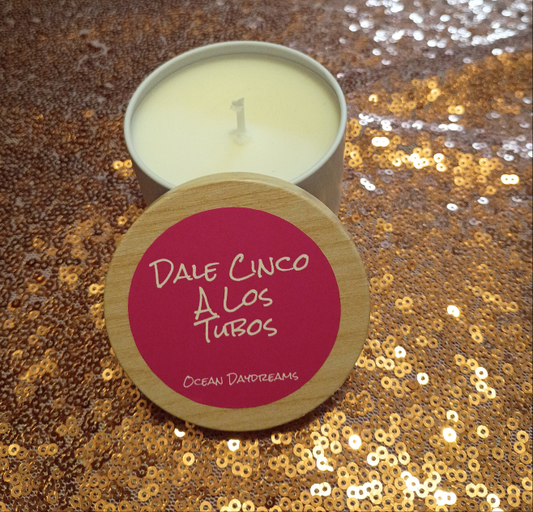 Dale Cinco
A Los
Tubos
Ocean Daydreams